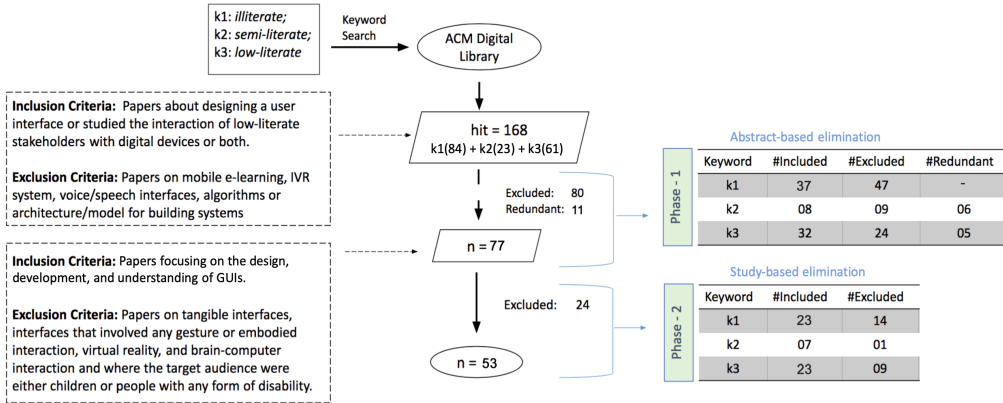 k1: illiterate;
k2: semi-literate;
k3: low-literate
Keyword
Search
ACM Digital
Library
Inclusion Criteria: Papers about designing a user
interface or studied the interaction of low-literate
stakeholders with digital devices or both.
Exclusion Criteria: Papers on mobile e-learning, IVR
system, voice/speech interfaces, algorithms or
architecture/model for building systems
hit = 168
k1(84) + k2(23) + k3(61)
Excluded: 80
Redundant: 11
n = 77
Inclusion Criteria: Papers focusing on the design,
development, and understanding of GUIs.
Exclusion Criteria: Papers on tangible interfaces,
interfaces that involved any gesture or embodied
interaction, virtual reality, and brain-computer
interaction and where the target audience were
either children or people with any form of disability.
Excluded: 24
n = 53
Abstract-based elimination
Phase - 1
Keyword #Included #Excluded #Redundant
k1 37 47 -
k2 08 09 06
k3 32 24 05
Study-based elimination
Phase - 2
Keyword #Included #Excluded
k1 23 14
k2 07 01
k3 23 09